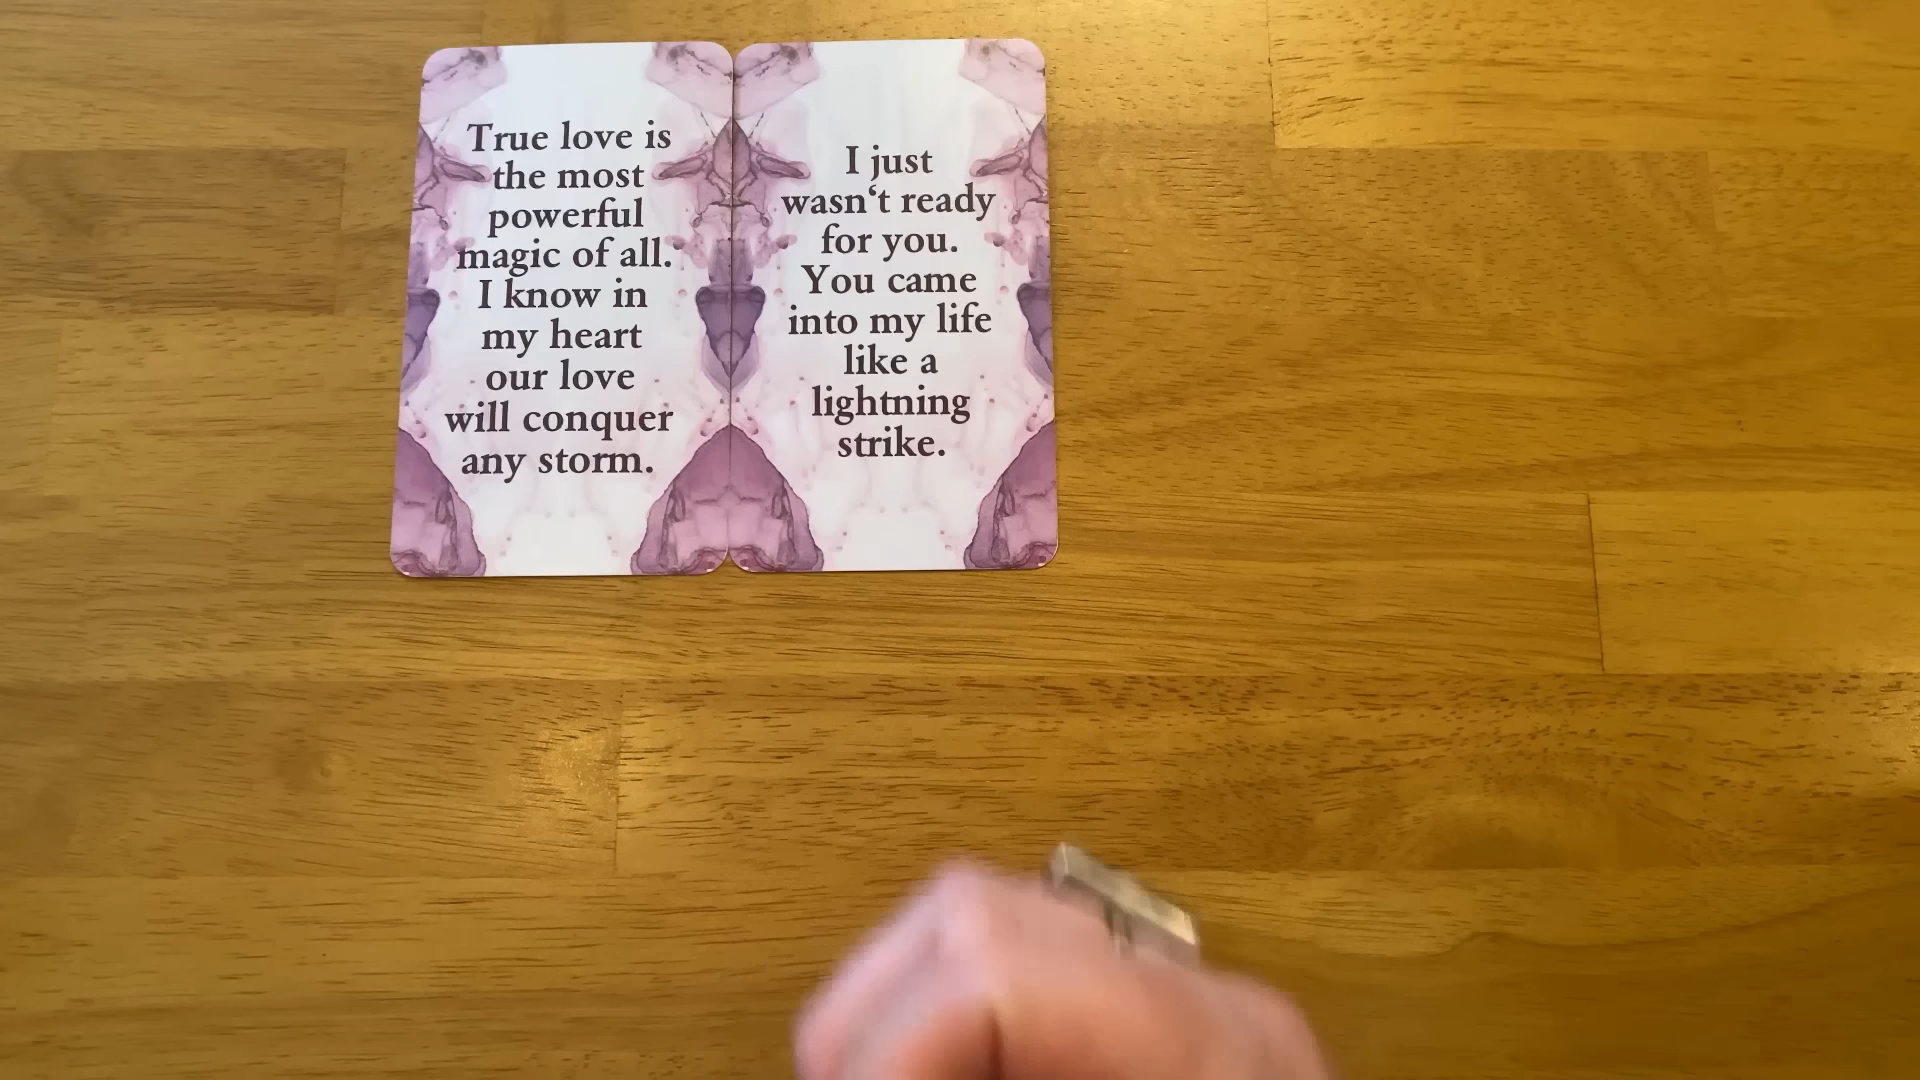 True love is
the most
powerful
magic of all.
I know in
my heart
our love
will conquer
any storm.
I just
wasn‘t ready
for you.
You came
into my life
like a
lightning
strike.